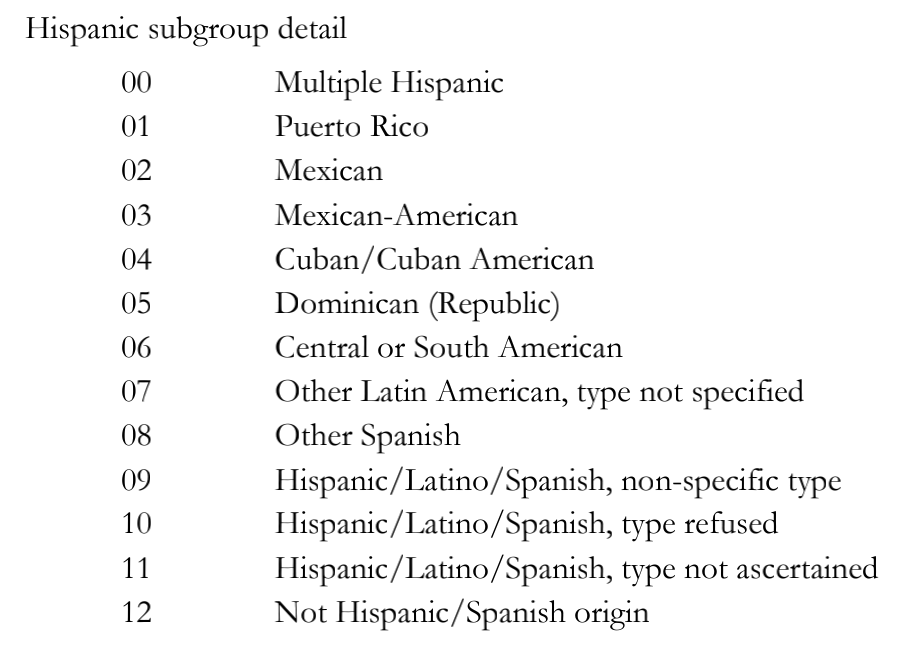 Hispanic subgroup detail
00 Multiple Hispanic
01 Puerto Rico
02 Mexican
03 Mexican-American
04 Cuban/Cuban American
05 Dominican (Republic)
06 Central or South American
07 Other Latin American, type not specified
08 Other Spanish
09 Hispanic/Latino/Spanish, non-specific type
10 Hispanic/Latino/Spanish, type refused
11 Hispanic/Latino/Spanish, type not ascertained
12 Not Hispanic/Spanish origin